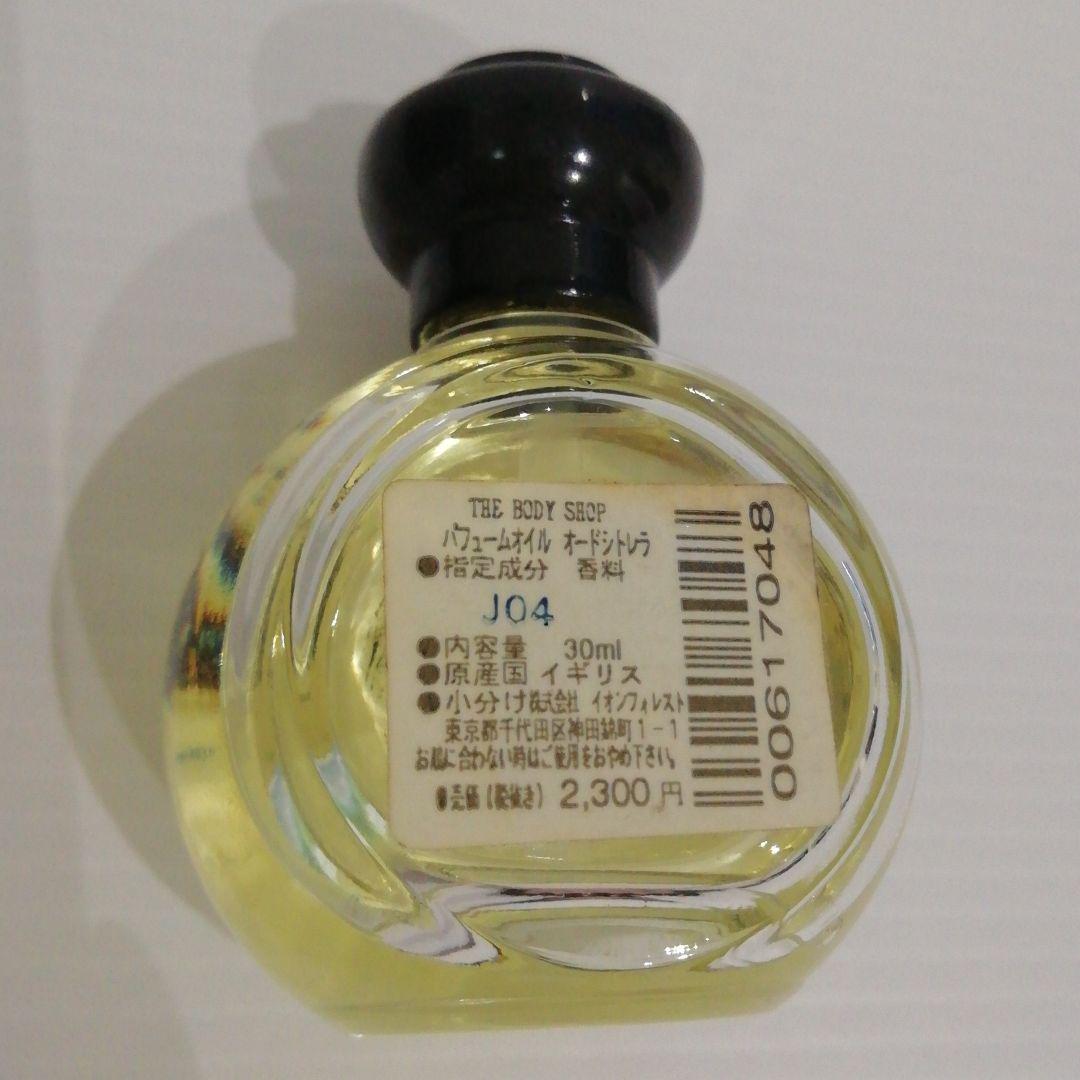 THE BODY SHOP
パフュームオイル オードシトレラ
●指定成分 香料
J04
●内容量 30ml
●原産国 イギリス
●小分け株式会社 イオンフォレスト
東京都千代田区神田錦町1-1
お肌に合わない時はご使用をおやめ下さい。
●売価(税抜き) 2,300円
0061 7048